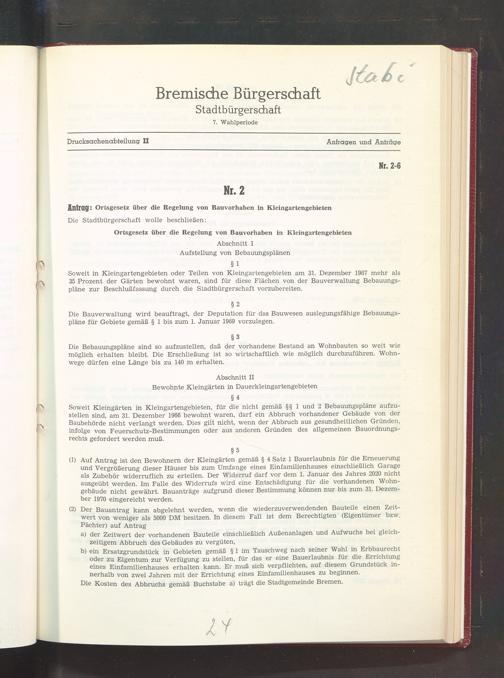 Stabi
Bremische Bürgerschaft
Stadtbürgerschaft
7. Wahlperiode
Drucksachenabteilung II
Anfragen und Anträge
Nr. 2-6
Nr. 2
Antrag: Ortsgesetz über die Regelung von Bauvorhaben in Kleingartengebieten
Die Stadtbürgerschaft wolle beschließen:
Ortsgesetz über die Regelung von Bauvorhaben in Kleingartengebieten
Abschnitt I
Aufstellung von Bebauungsplänen
§ 1
Soweit in Kleingartengebieten oder Teilen von Kleingartengebieten am 31. Dezember 1967 mehr als
35 Prozent der Gärten bewohnt waren, sind für diese Flächen von der Bauverwaltung Bebauungs-
pläne zur Beschlußfassung durch die Stadtbürgerschaft vorzubereiten.
§ 2
Die Bauverwaltung wird beauftragt, der Deputation für das Bauwesen auslegungsfähige Bebauungs-
pläne für Gebiete gemäß § 1 bis zum 1. Januar 1969 vorzulegen.
§ 3
Die Bebauungspläne sind so aufzustellen, daß der vorhandene Bestand an Wohnbauten so weit wie
möglich erhalten bleibt. Die Erschließung ist so wirtschaftlich wie möglich durchzuführen. Wohn-
wege dürfen eine Länge bis zu 140 m erhalten.
Abschnitt II
Bewohnte Kleingärten in Dauerkleingartengebieten
§ 4
Soweit Kleingärten in Kleingartengebieten, für die nicht gemäß §§ 1 und 2 Bebauungspläne aufzu-
stellen sind, am 31. Dezember 1966 bewohnt waren, darf ein Abbruch vorhandener Gebäude von der
Baubehörde nicht verlangt werden. Dies gilt nicht, wenn der Abbruch aus gesundheitlichen Gründen,
infolge von Feuerschutz-Bestimmungen oder aus anderen Gründen des allgemeinen Bauordnungs-
rechts gefordert werden muß.
§ 5
(1) Auf Antrag ist den Bewohnern der Kleingärten gemäß § 4 Satz 1 Bauerlaubnis für die Erneuerung
und Vergrößerung dieser Häuser bis zum Umfange eines Einfamilienhauses einschließlich Garage
als Zubehör widerruflich zu erteilen. Der Widerruf darf vor dem 1. Januar des Jahres 2020 nicht
ausgeübt werden. Im Falle des Widerrufs wird eine Entschädigung für die vorhandenen Wohn-
gebäude nicht gewährt. Bauanträge aufgrund dieser Bestimmung können nur bis zum 31. Dezem-
ber 1970 eingereicht werden.
(2) Der Bauantrag kann abgelehnt werden, wenn die wiederzuverwendenden Bauteile einen Zeit-
wert von weniger als 5000 DM besitzen. In diesem Fall ist dem Berechtigten (Eigentümer bzw.
Pächter) auf Antrag
a) der Zeitwert der vorhandenen Bauteile einschließlich Außenanlagen und Aufwuchs bei gleich-
zeitigem Abbruch des Gebäudes zu vergüten,
b) ein Ersatzgrundstück in Gebieten gemäß § 1 im Tauschweg nach seiner Wahl in Erbbaurecht
oder zu Eigentum zur Verfügung zu stellen, für das er eine Bauerlaubnis für die Errichtung
eines Einfamilienhauses erhalten kann. Er muß sich verpflichten, auf diesem Grundstück in-
nerhalb von zwei Jahren mit der Errichtung eines Einfamilienhauses zu beginnen.
Die Kosten des Abbruchs gemäß Buchstabe a) trägt die Stadtgemeinde Bremen.
24